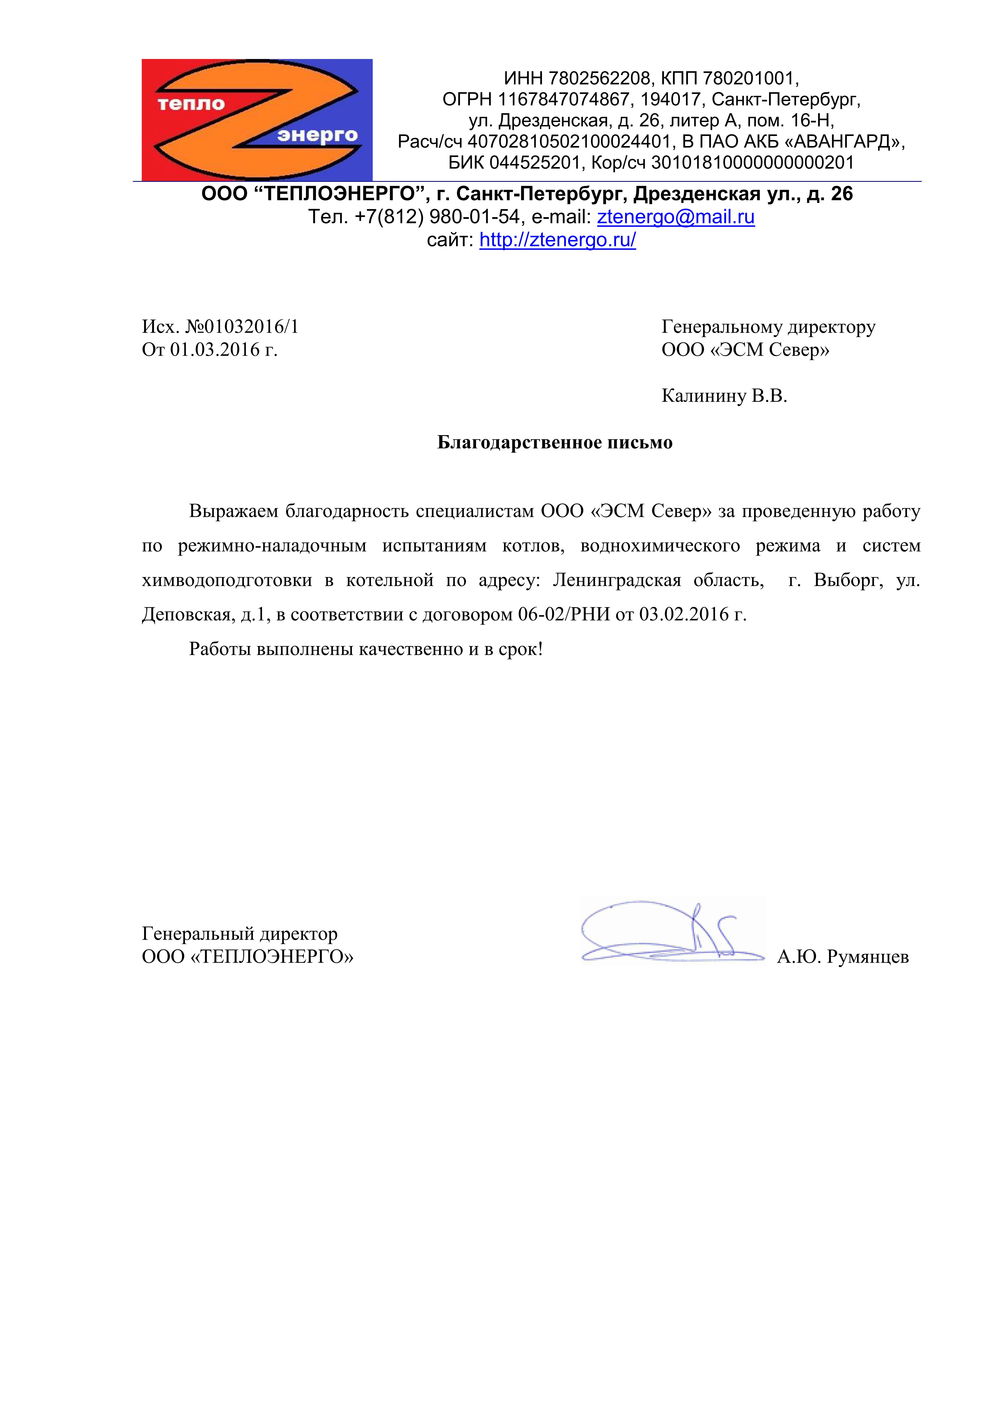 тепло
энерго
ИНН 7802562208, КПП 780201001,
ОГРН 1167847074867, 194017, Санкт-Петербург,
ул. Дрезденская, д. 26, литер А, пом. 16-Н,
Расч/сч 40702810502100024401, В ПАО АКБ «АВАНГАРД»,
БИК 044525201, Кор/сч 30101810000000000201
ООО “ТЕПЛОЭНЕРГО”, г. Санкт-Петербург, Дрезденская ул., д. 26
Тел. +7(812) 980-01-54, e-mail: ztenergo@mail.ru
сайт: http://ztenergo.ru/
Исх. №01032016/1
От 01.03.2016 г.
Генеральному директору
ООО «ЭСМ Север»
Калинину В.В.
Благодарственное письмо
Выражаем благодарность специалистам ООО «ЭСМ Север» за проведенную работу
по режимно-наладочным испытаниям котлов, воднохимического режима и систем
химводоподготовки в котельной по адресу: Ленинградская область, г. Выборг, ул.
Деповская, д.1, в соответствии с договором 06-02/РНИ от 03.02.2016 г.
Работы выполнены качественно и в срок!
Генеральный директор
ООО «ТЕПЛОЭНЕРГО»
А.Ю. Румянцев